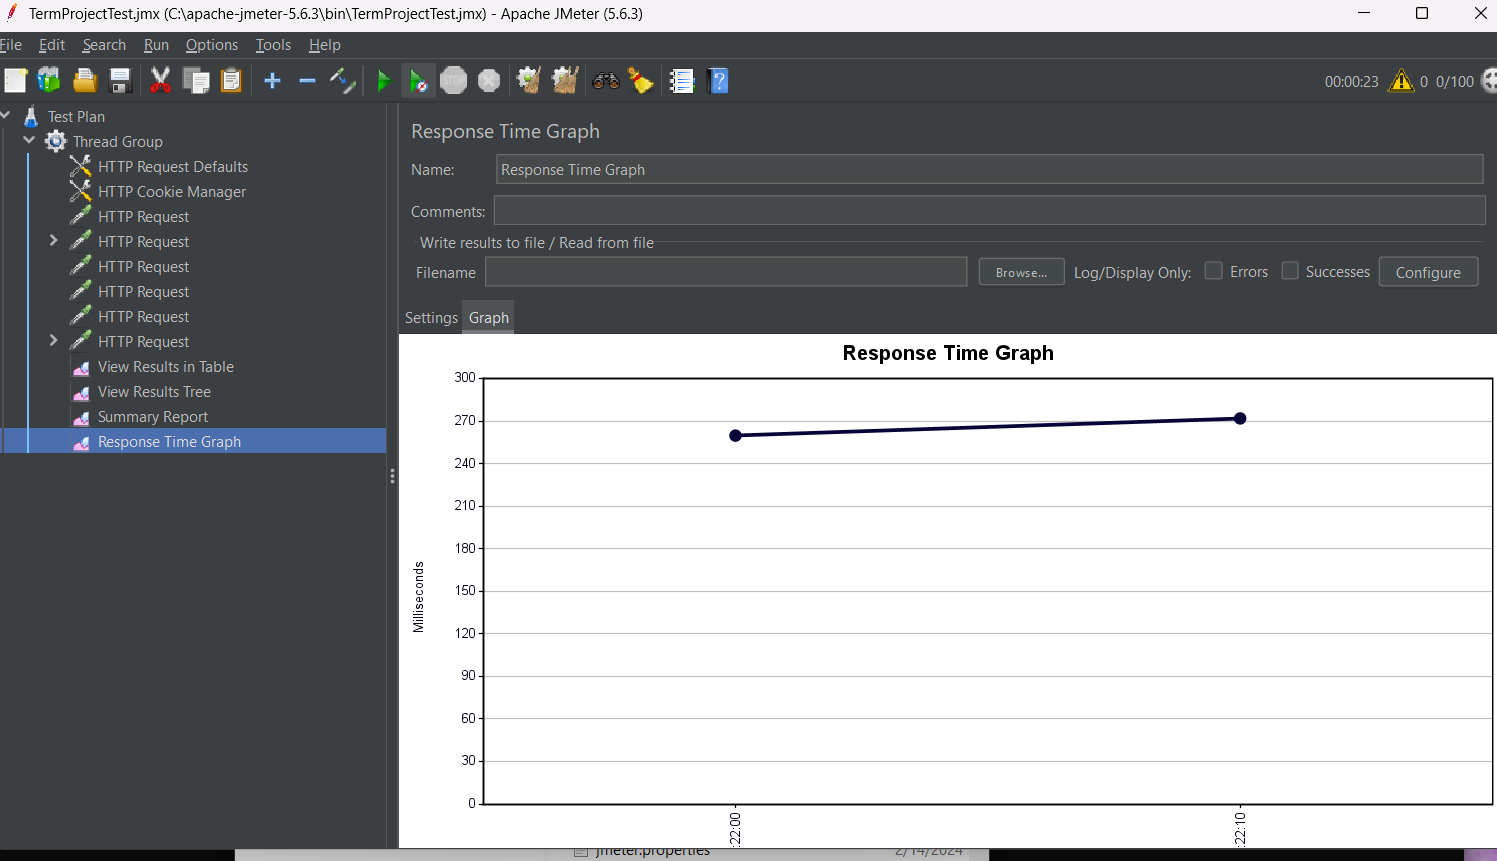 TermProjectTest.jmx (C:\apache-jmeter-5.6.3\bin\TermProjectTest.jmx) - Apache JMeter (5.6.3)
File Edit Search Run Options Tools Help
STOP
00:00:23 0 0/100
Test Plan
Thread Group
HTTP Request Defaults
HTTP Cookie Manager
HTTP Request
HTTP Request
HTTP Request
HTTP Request
HTTP Request
HTTP Request
View Results in Table
View Results Tree
Summary Report
Response Time Graph
Response Time Graph
Name: Response Time Graph
Comments:
Write results to file / Read from file
Filename Browse... Log/Display Only: Errors Successes Configure
Settings Graph
Response Time Graph
300
270
240
210
180
150
120
90
60
30
0
Milliseconds
:22:00
:22:10
jmeter.properties 2/14/2024